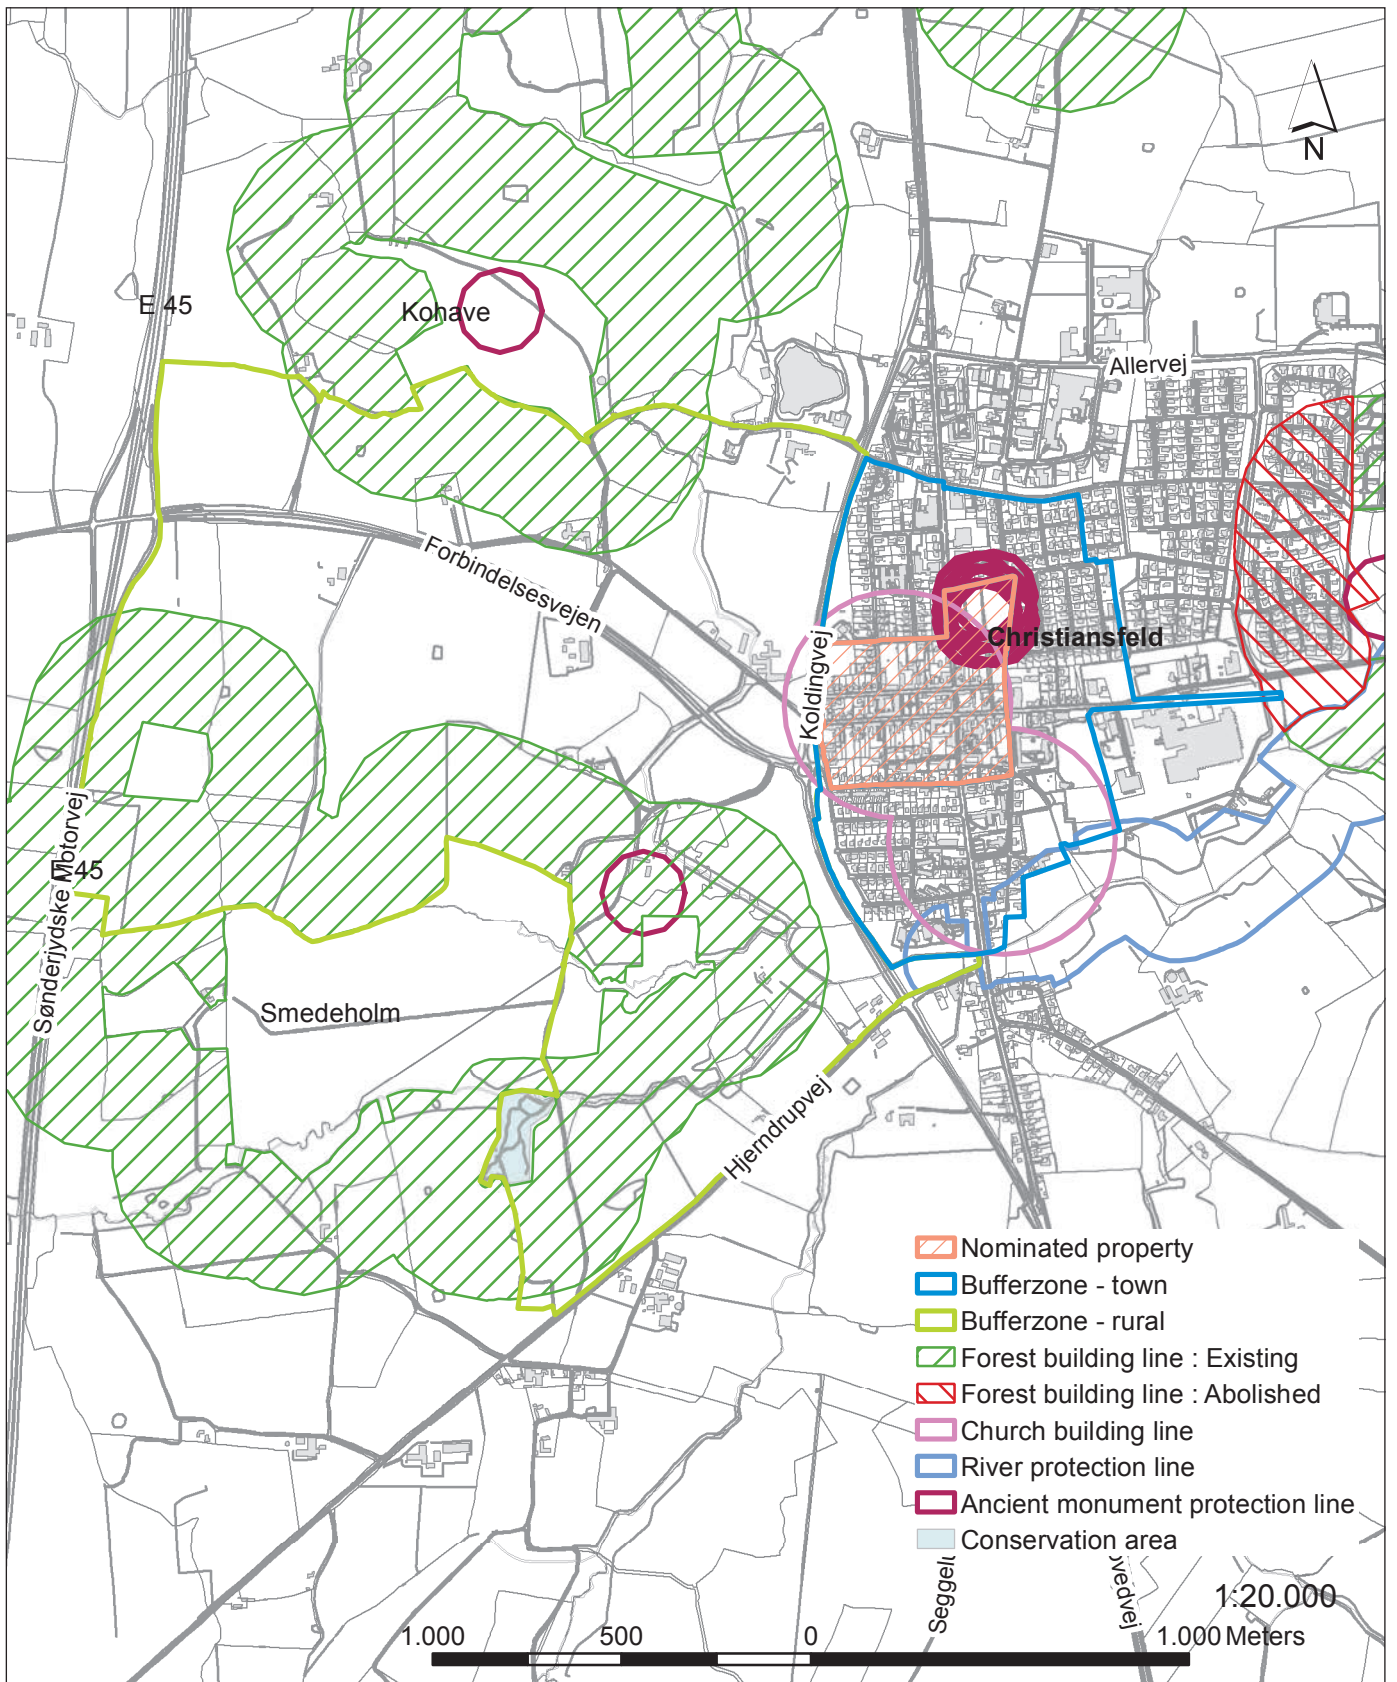 N
E 45
Kohave
Allervej
Forbindelsesvejen
Koldingvej
Christiansfeld
Sønderjydske Motorvej
E 45
Smedeholm
Hjerndrupvej
Nominated property
Bufferzone - town
Bufferzone - rural
Forest building line : Existing
Forest building line : Abolished
Church building line
River protection line
Ancient monument protection line
Conservation area
1:20.000
1.000 500 0 1.000 Meters